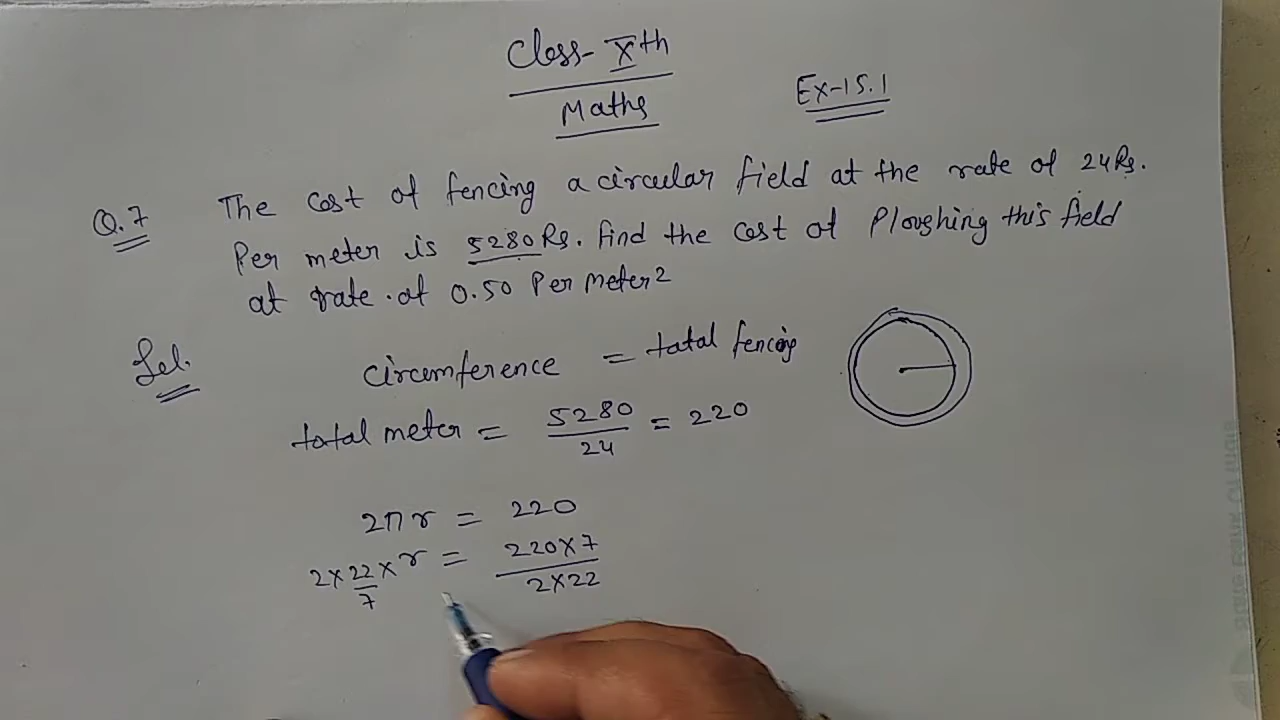 Class-Xth
Maths
Ex-15.1
Q.7 The Cost of fencing a circular field at the rate of 24 Rs.
Per meter is 5280 Rs. find the cost of Ploughing this field
at rate of 0.50 Per meter2
Sol.
Circumference = total fencing
total meter = 5280/24 = 220
2πr = 220
2×22/7×r = 220×7/2×22